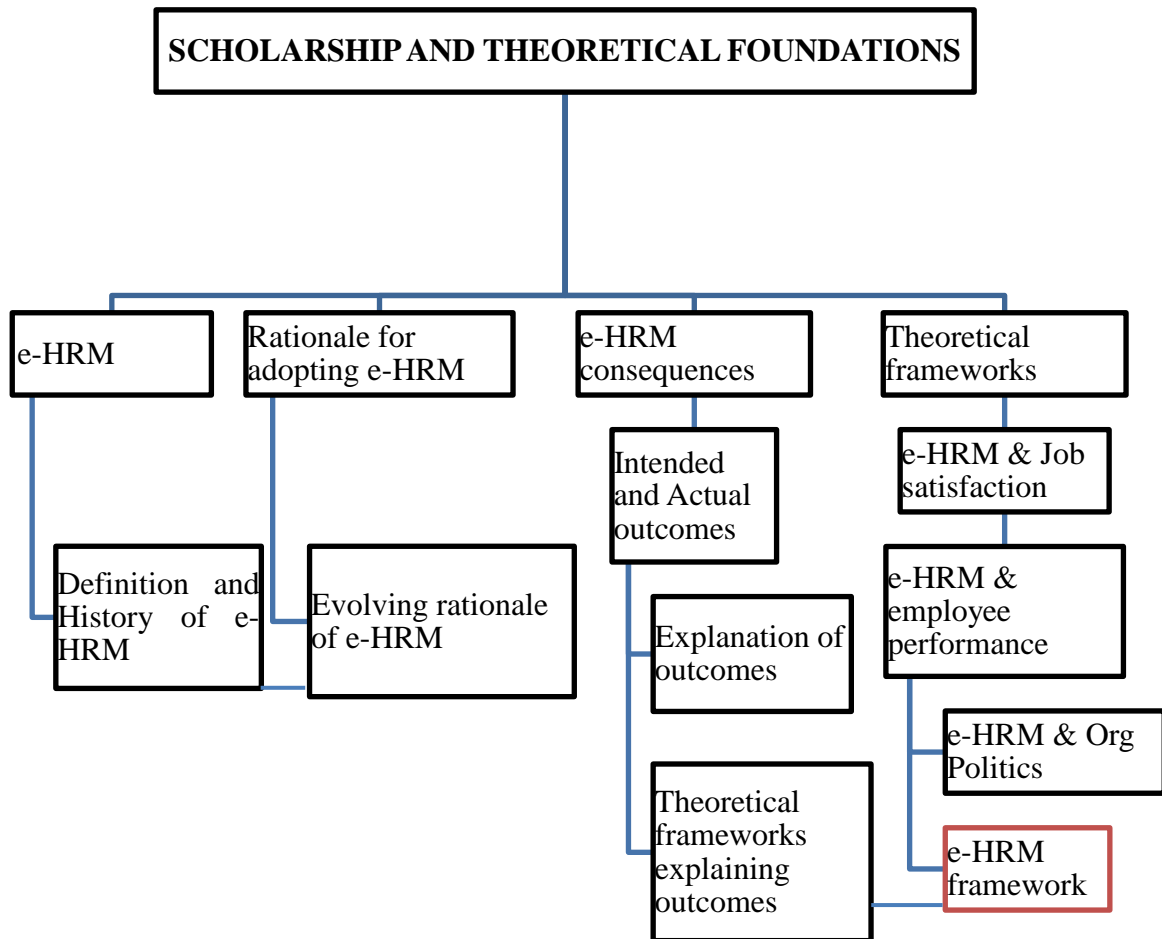 SCHOLARSHIP AND THEORETICAL FOUNDATIONS
e-HRM
Rationale for
adopting e-HRM
e-HRM
consequences
Theoretical
frameworks
Intended
and Actual
outcomes
e-HRM & Job
satisfaction
Definition and
History of e-
HRM
Evolving rationale
of e-HRM
Explanation of
outcomes
e-HRM &
employee
performance
e-HRM & Org
Politics
Theoretical
frameworks
explaining
outcomes
e-HRM
framework